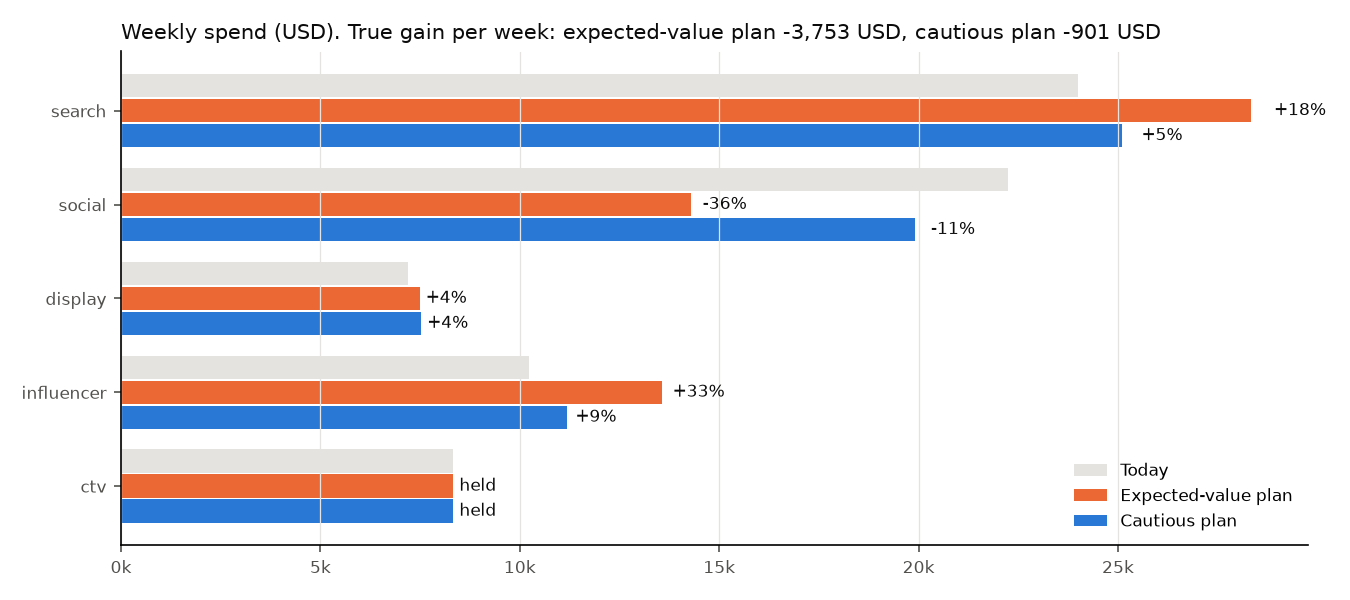 Weekly spend (USD). True gain per week: expected-value plan -3,753 USD, cautious plan -901 USD
search
+18%
+5%
social
-36%
-11%
display
+4%
+4%
influencer
+33%
+9%
ctv
held
held
Today
Expected-value plan
Cautious plan
0k 5k 10k 15k 20k 25k